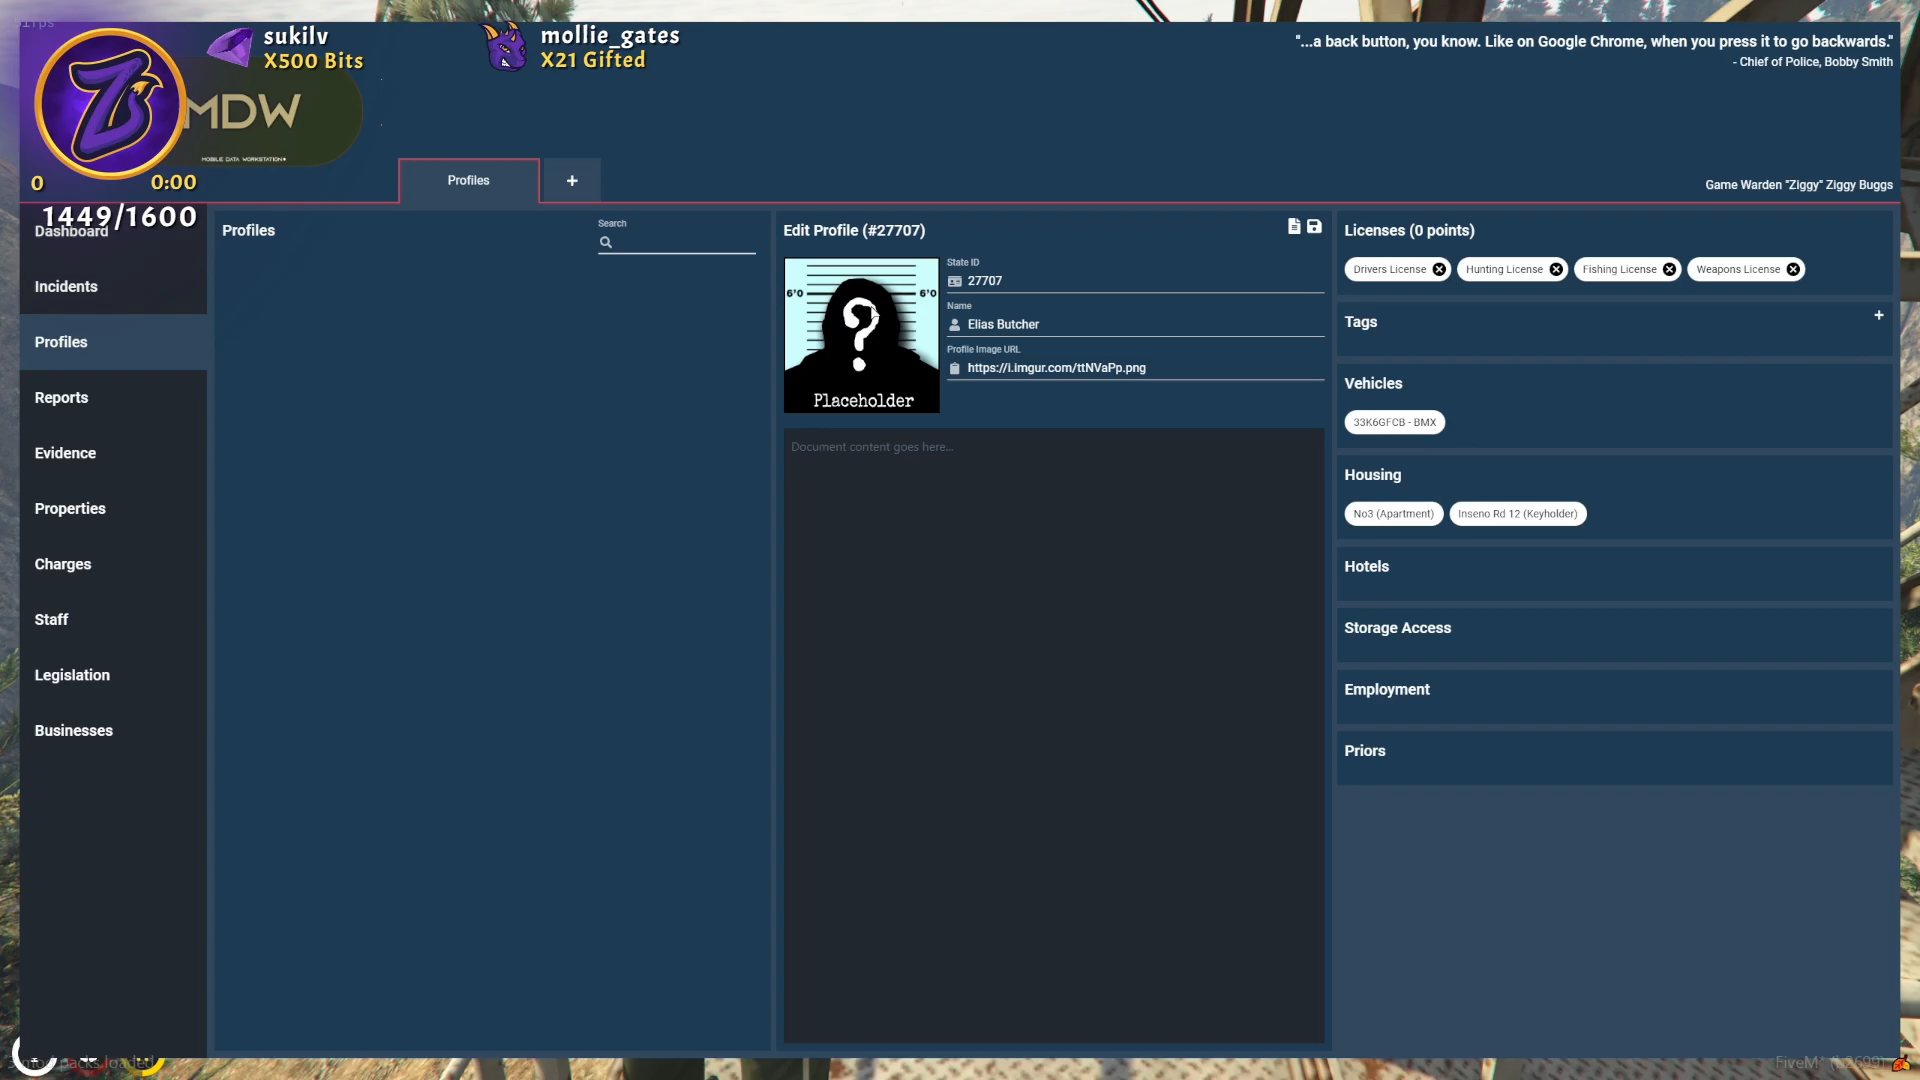 sukilv
X500 Bits
mollie_gates
X21 Gifted
"...a back button, you know. Like on Google Chrome, when you press it to go backwards."
- Chief of Police, Bobby Smith
MDW
MOBILE DATA WORKSTATION
0
0:00
1449/1600
Profiles
+
Game Warden "Ziggy" Ziggy Buggs
Dashboard
Incidents
Profiles
Reports
Evidence
Properties
Charges
Staff
Legislation
Businesses
Profiles
Search
Edit Profile (#27707)
6'0
6'0
?
Placeholder
State ID
27707
Name
Elias Butcher
Profile Image URL
https://i.imgur.com/ttNVaPp.png
Document content goes here...
Licenses (0 points)
Drivers License
Hunting License
Fishing License
Weapons License
Tags
+
Vehicles
33K6GFCB - BMX
Housing
No3 (Apartment)
Inseno Rd 12 (Keyholder)
Hotels
Storage Access
Employment
Priors
packs loaded
FiveM